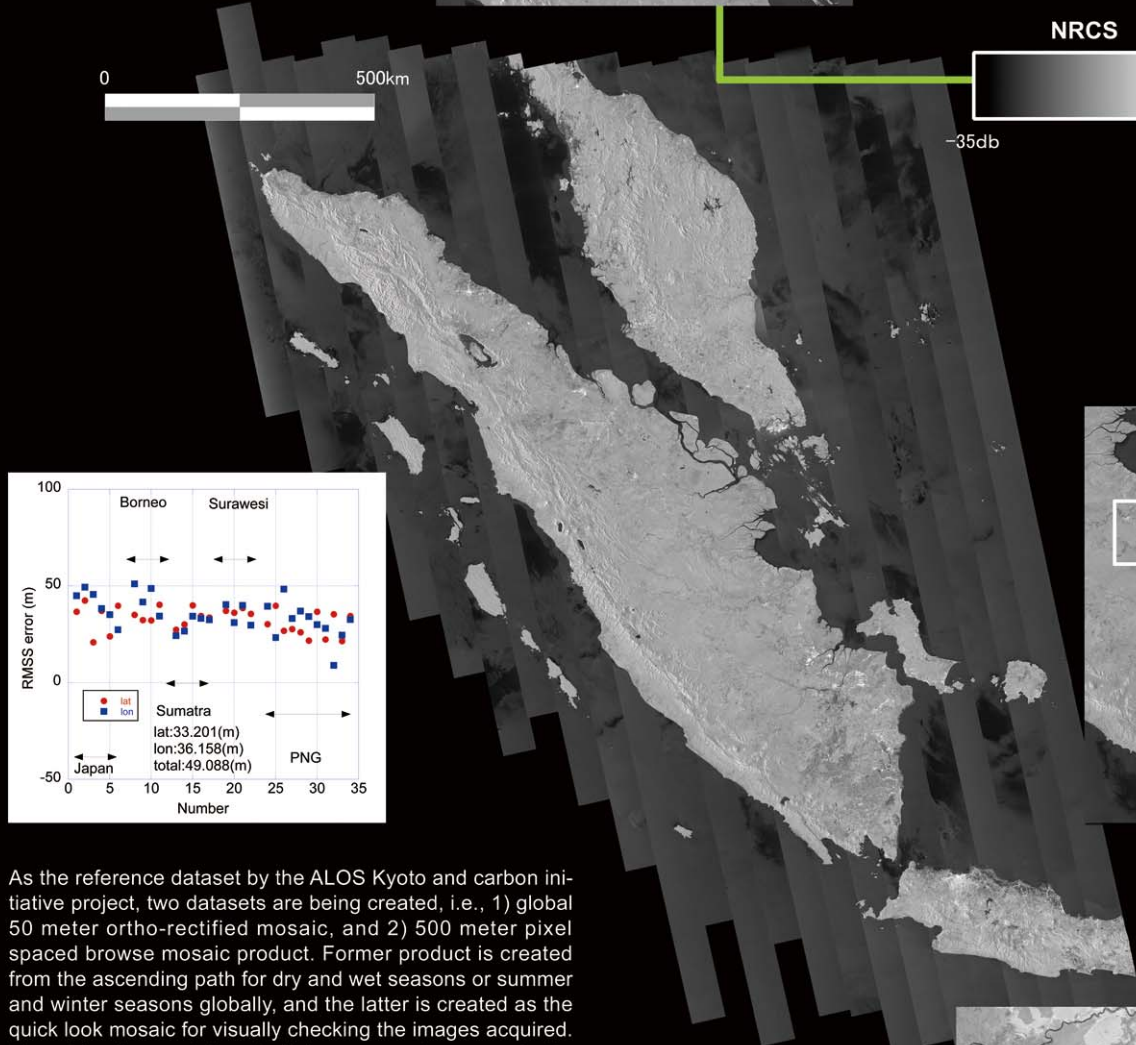 NRCS
0
500km
-35db
100
Borneo
Surawesi
50
RMSS error (m)
0
lat
lon
Sumatra
lat:33.201(m)
lon:36.158(m)
total:49.088(m)
PNG
Japan
-50
0 5 10 15 20 25 30 35
Number
As the reference dataset by the ALOS Kyoto and carbon ini-
tiative project, two datasets are being created, i.e., 1) global
50 meter ortho-rectified mosaic, and 2) 500 meter pixel
spaced browse mosaic product. Former product is created
from the ascending path for dry and wet seasons or summer
and winter seasons globally, and the latter is created as the
quick look mosaic for visually checking the images acquired.